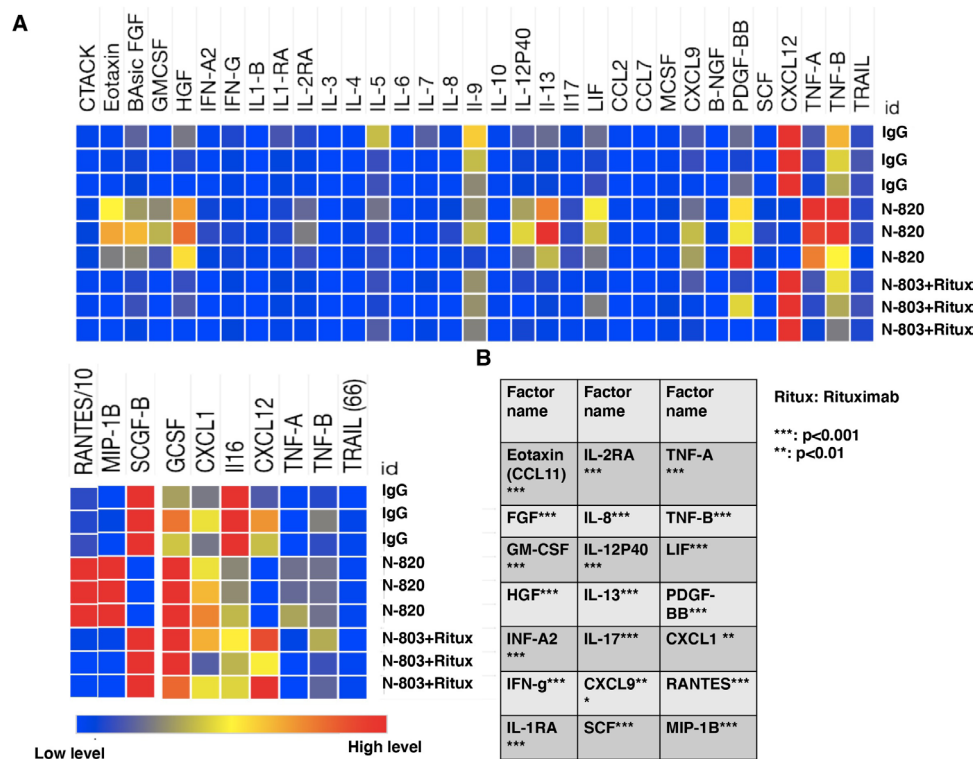 A
CTACK
Eotaxin
BAsic FGF
GMCSF
HGF
IFN-A2
IFN-G
IL1-B
IL1-RA
IL-2RA
IL-3
IL-4
IL-5
IL-6
IL-7
IL-8
Il-9
IL-10
IL-12P40
Il-13
Il17
LIF
CCL2
CCL7
MCSF
CXCL9
B-NGF
PDGF-BB
SCF
CXCL12
TNF-A
TNF-B
TRAIL
id
IgG
IgG
IgG
N-820
N-820
N-820
N-803+Ritux
N-803+Ritux
N-803+Ritux
RANTES/10
MIP-1B
SCGF-B
GCSF
CXCL1
Il16
CXCL12
TNF-A
TNF-B
TRAIL (66)
id
IgG
IgG
IgG
N-820
N-820
N-820
N-803+Ritux
N-803+Ritux
N-803+Ritux
Low level
High level
B
Factor name
Factor name
Factor name
Eotaxin (CCL11) ***
IL-2RA ***
TNF-A ***
FGF***
IL-8***
TNF-B***
GM-CSF ***
IL-12P40 ***
LIF***
HGF***
IL-13***
PDGF-BB***
INF-A2 ***
IL-17***
CXCL1 **
IFN-g***
CXCL9***
RANTES***
IL-1RA ***
SCF***
MIP-1B***
Ritux: Rituximab
***: p<0.001
**: p<0.01